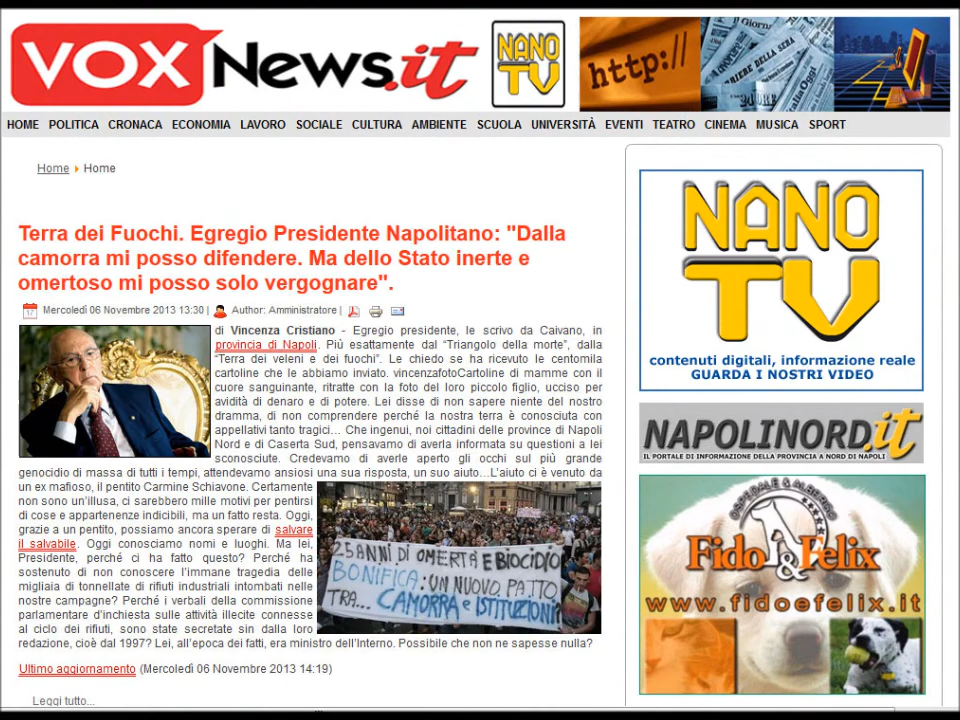 VOX News.it
NANO
TV
http://
CORRIERE DELLA SERA
HOME POLITICA CRONACA ECONOMIA LAVORO SOCIALE CULTURA AMBIENTE SCUOLA UNIVERSITÀ EVENTI TEATRO CINEMA MUSICA SPORT
Home Home
Terra dei Fuochi. Egregio Presidente Napolitano: "Dalla
camorra mi posso difendere. Ma dello Stato inerte e
omertoso mi posso solo vergognare".
Mercoledì 06 Novembre 2013 13:30 | Author: Amministratore |
di Vincenza Cristiano - Egregio presidente, le scrivo da Caivano, in
provincia di Napoli. Più esattamente dal “Triangolo della morte”, dalla
“Terra dei veleni e dei fuochi”. Le chiedo se ha ricevuto le centomila
cartoline che le abbiamo inviato. vincenzafotoCartoline di mamme con il
cuore sanguinante, ritratte con la foto del loro piccolo figlio, ucciso per
avidità di denaro e di potere. Lei disse di non sapere niente del nostro
dramma, di non comprendere perché la nostra terra è conosciuta con
appellativi tanto tragici… Che ingenui, noi cittadini delle province di Napoli
Nord e di Caserta Sud, pensavamo di averla informata su questioni a lei
sconosciute. Credevamo di averle aperto gli occhi sul più grande
genocidio di massa di tutti i tempi, attendevamo ansiosi una sua risposta, un suo aiuto…L’aiuto ci è venuto da
un ex mafioso, il pentito Carmine Schiavone. Certamente
non sono un’illusa, ci sarebbero mille motivi per pentirsi
di cose e appartenenze indicibili, ma un fatto resta. Oggi,
grazie a un pentito, possiamo ancora sperare di salvare
il salvabile. Oggi conosciamo nomi e luoghi. Ma lei,
Presidente, perché ci ha fatto questo? Perché ha
sostenuto di non conoscere l’immane tragedia delle
migliaia di tonnellate di rifiuti industriali intombati nelle
nostre campagne? Perché i verbali della commissione
parlamentare d’inchiesta sulle attività illecite connesse
al ciclo dei rifiuti, sono state secretate sin dalla loro
redazione, cioè dal 1997? Lei, all’epoca dei fatti, era ministro dell’Interno. Possibile che non ne sapesse nulla?
25 ANNI DI OMERTÀ E BIOCIDIO
BONIFICA: UN NUOVO PATTO
TRA... CAMORRA e ISTITUZIONI?
Ultimo aggiornamento (Mercoledì 06 Novembre 2013 14:19)
Leggi tutto...
NANO
TV
contenuti digitali, informazione reale
GUARDA I NOSTRI VIDEO
NAPOLINORD.it
IL PORTALE DI INFORMAZIONE DELLA PROVINCIA A NORD DI NAPOLI
OSPEDALE & ALBERGO
Fido & Felix
www.fidoefelix.it